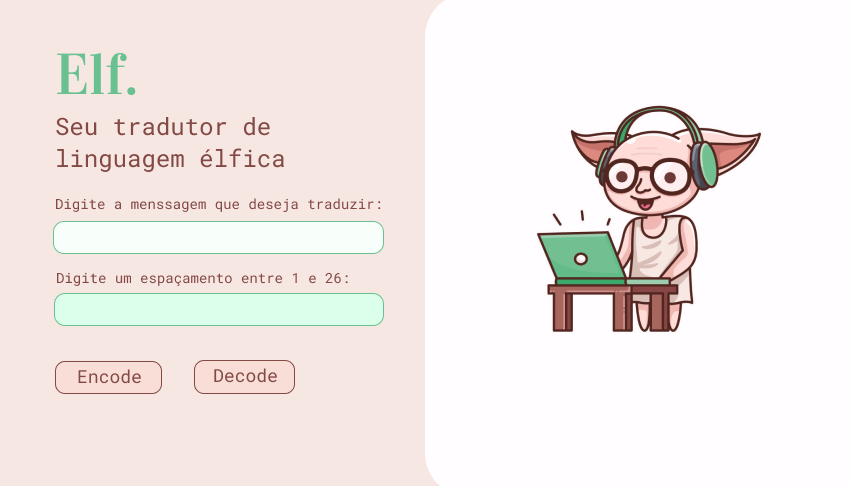 Elf.
Seu tradutor de
linguagem élfica
Digite a menssagem que deseja traduzir:
Digite um espaçamento entre 1 e 26:
Encode
Decode